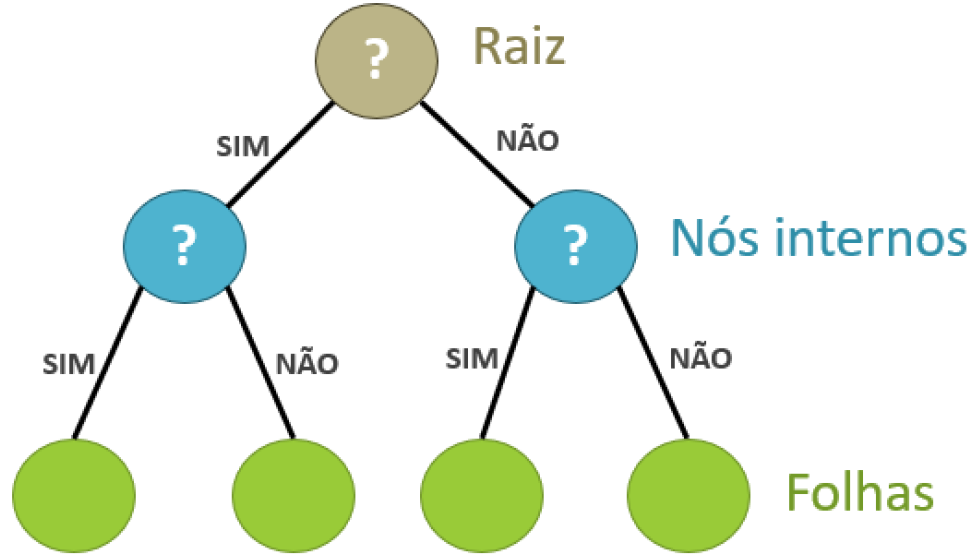 ? Raiz
SIM NÃO
? ? Nós internos
SIM NÃO SIM NÃO
Folhas